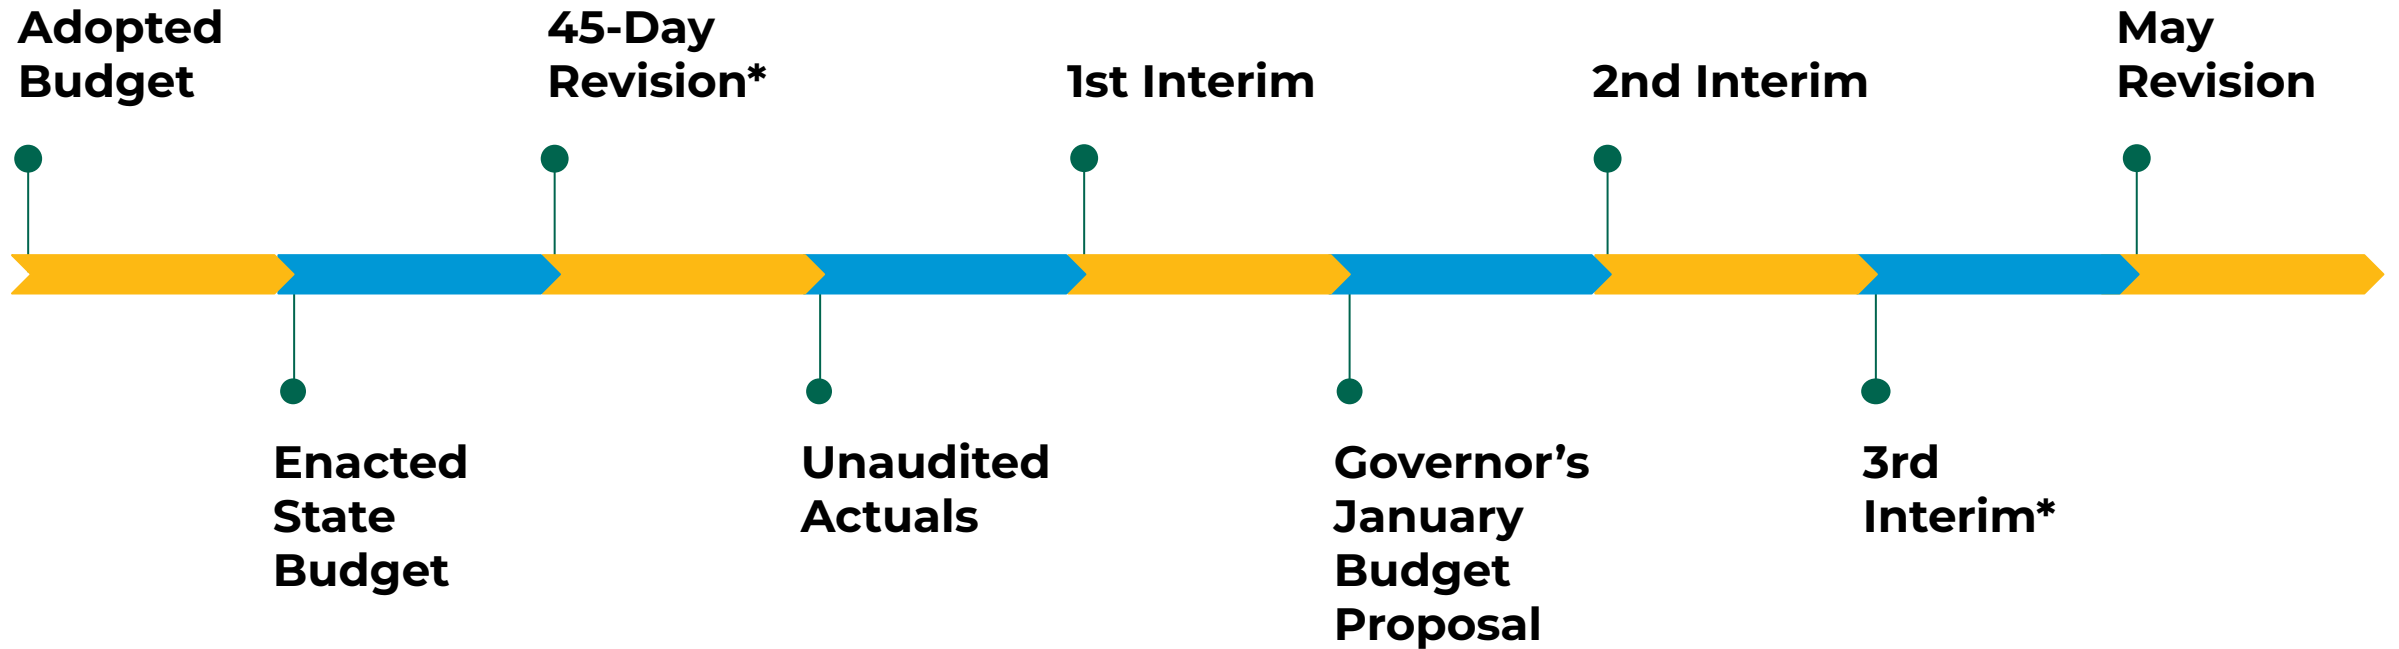 Adopted
Budget
45-Day
Revision*
1st Interim
2nd Interim
May
Revision
Enacted
State
Budget
Unaudited
Actuals
Governor’s
January
Budget
Proposal
3rd
Interim*